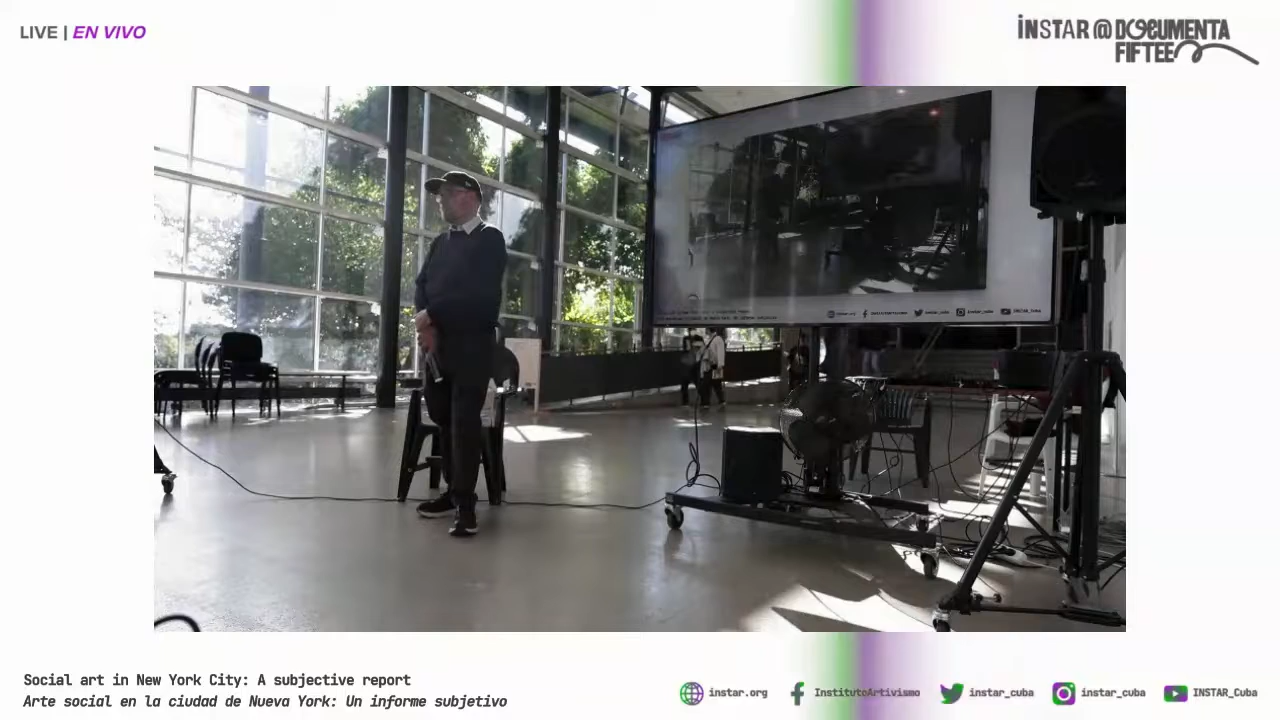 LIVE | EN VIVO
INSTAR @ DOCUMENTA
FIFTEEN
Social art in New York City: A subjective report
Arte social en la ciudad de Nueva York: Un informe subjetivo
instar.org
InstitutoArtivismo
instar_cuba
instar_cuba
INSTAR_Cuba